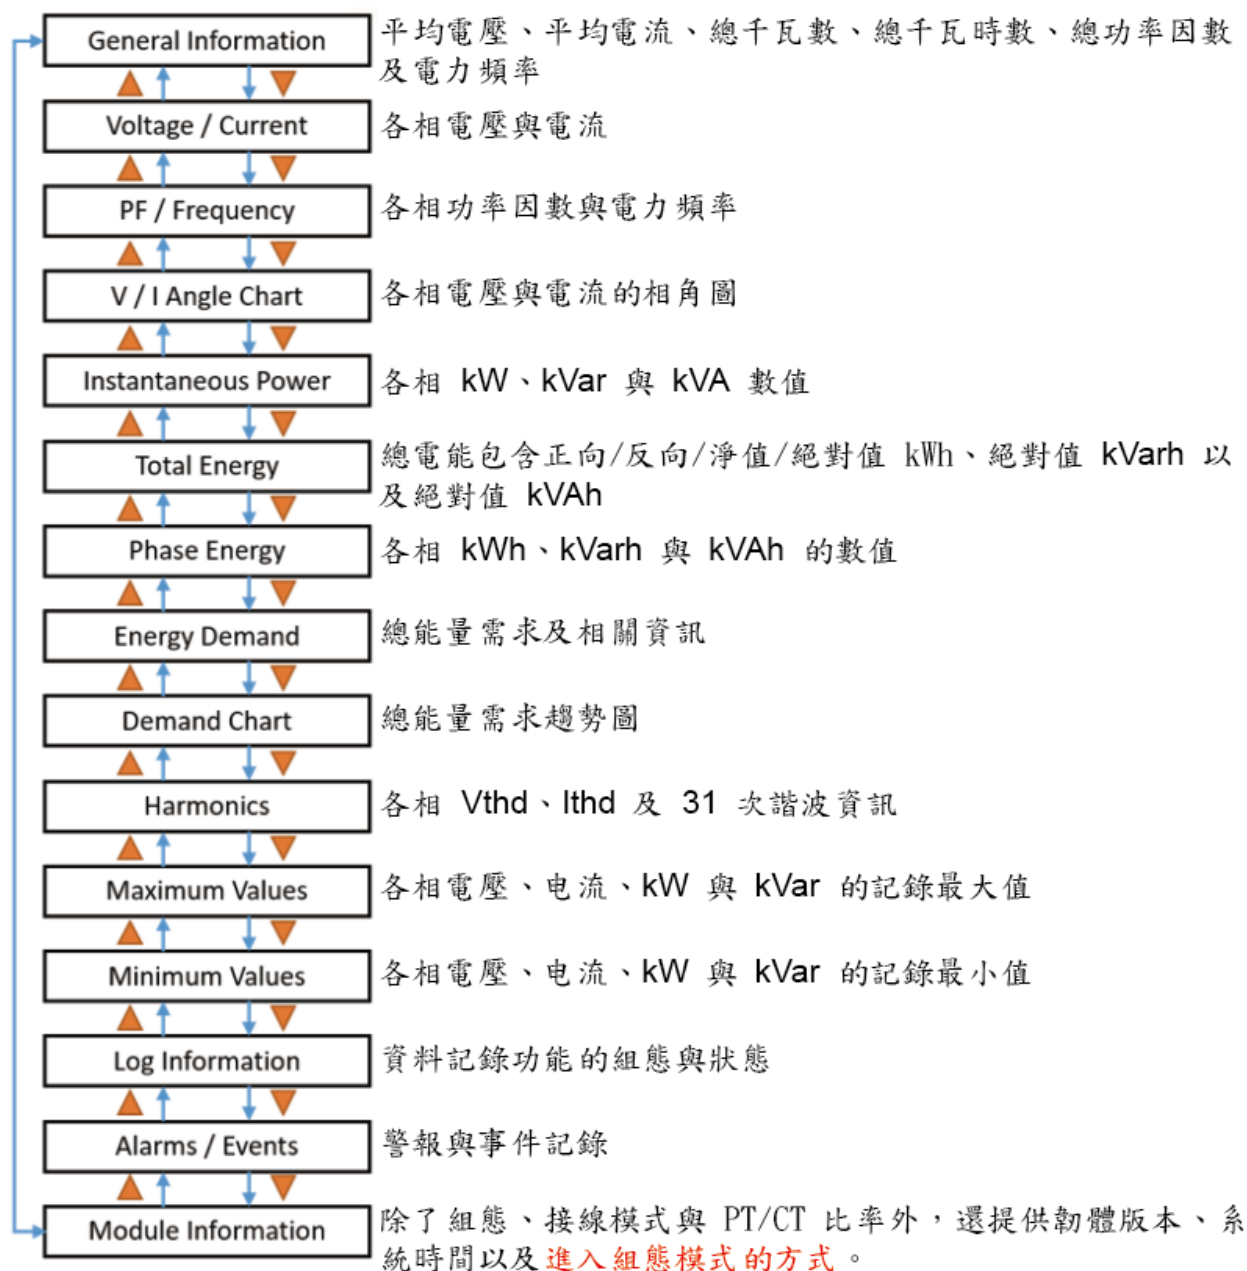 General Information
平均電壓、平均電流、總千瓦數、總千瓦時數、總功率因數
及電力頻率
Voltage / Current
各相電壓與電流
PF / Frequency
各相功率因數與電力頻率
V / I Angle Chart
各相電壓與電流的相角圖
Instantaneous Power
各相 kW、kVar 與 kVA 數值
Total Energy
總電能包含正向/反向/淨值/絕對值 kWh、絕對值 kVarh 以
及絕對值 kVAh
Phase Energy
各相 kWh、kVarh 與 kVAh 的數值
Energy Demand
總能量需求及相關資訊
Demand Chart
總能量需求趨勢圖
Harmonics
各相 Vthd、Ithd 及 31 次諧波資訊
Maximum Values
各相電壓、电流、kW 與 kVar 的記錄最大值
Minimum Values
各相電壓、电流、kW 與 kVar 的記錄最小值
Log Information
資料記錄功能的組態與狀態
Alarms / Events
警報與事件記錄
Module Information
除了組態、接線模式與 PT/CT 比率外，還提供韌體版本、系
統時間以及進入組態模式的方式。